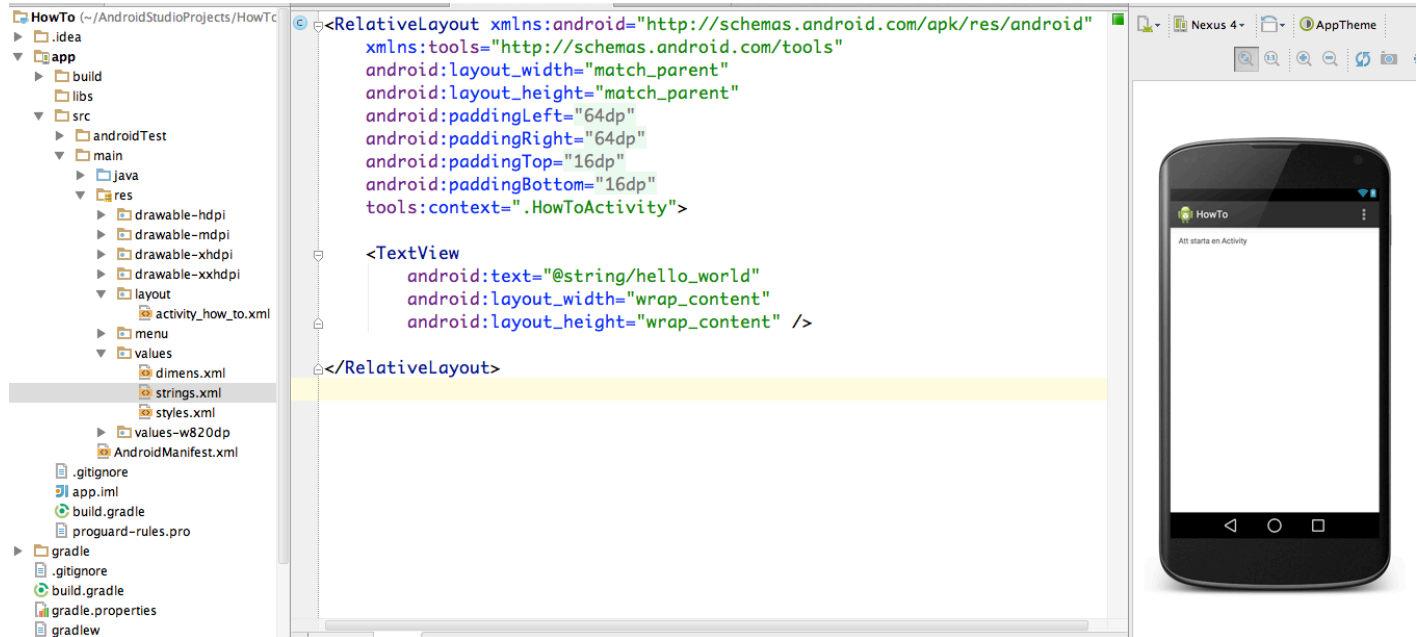 HowTo (~/AndroidStudioProjects/HowTo
.idea
app
build
libs
src
androidTest
main
java
res
drawable-hdpi
drawable-mdpi
drawable-xhdpi
drawable-xxhdpi
layout
activity_how_to.xml
menu
values
dimens.xml
strings.xml
styles.xml
values-w820dp
AndroidManifest.xml
.gitignore
app.iml
build.gradle
proguard-rules.pro
gradle
.gitignore
build.gradle
gradle.properties
gradlew
<RelativeLayout xmlns:android="http://schemas.android.com/apk/res/android"
xmlns:tools="http://schemas.android.com/tools"
android:layout_width="match_parent"
android:layout_height="match_parent"
android:paddingLeft="64dp"
android:paddingRight="64dp"
android:paddingTop="16dp"
android:paddingBottom="16dp"
tools:context=".HowToActivity">
<TextView
android:text="@string/hello_world"
android:layout_width="wrap_content"
android:layout_height="wrap_content" />
</RelativeLayout>
Nexus 4 AppTheme
HowTo
Att starta en Activity